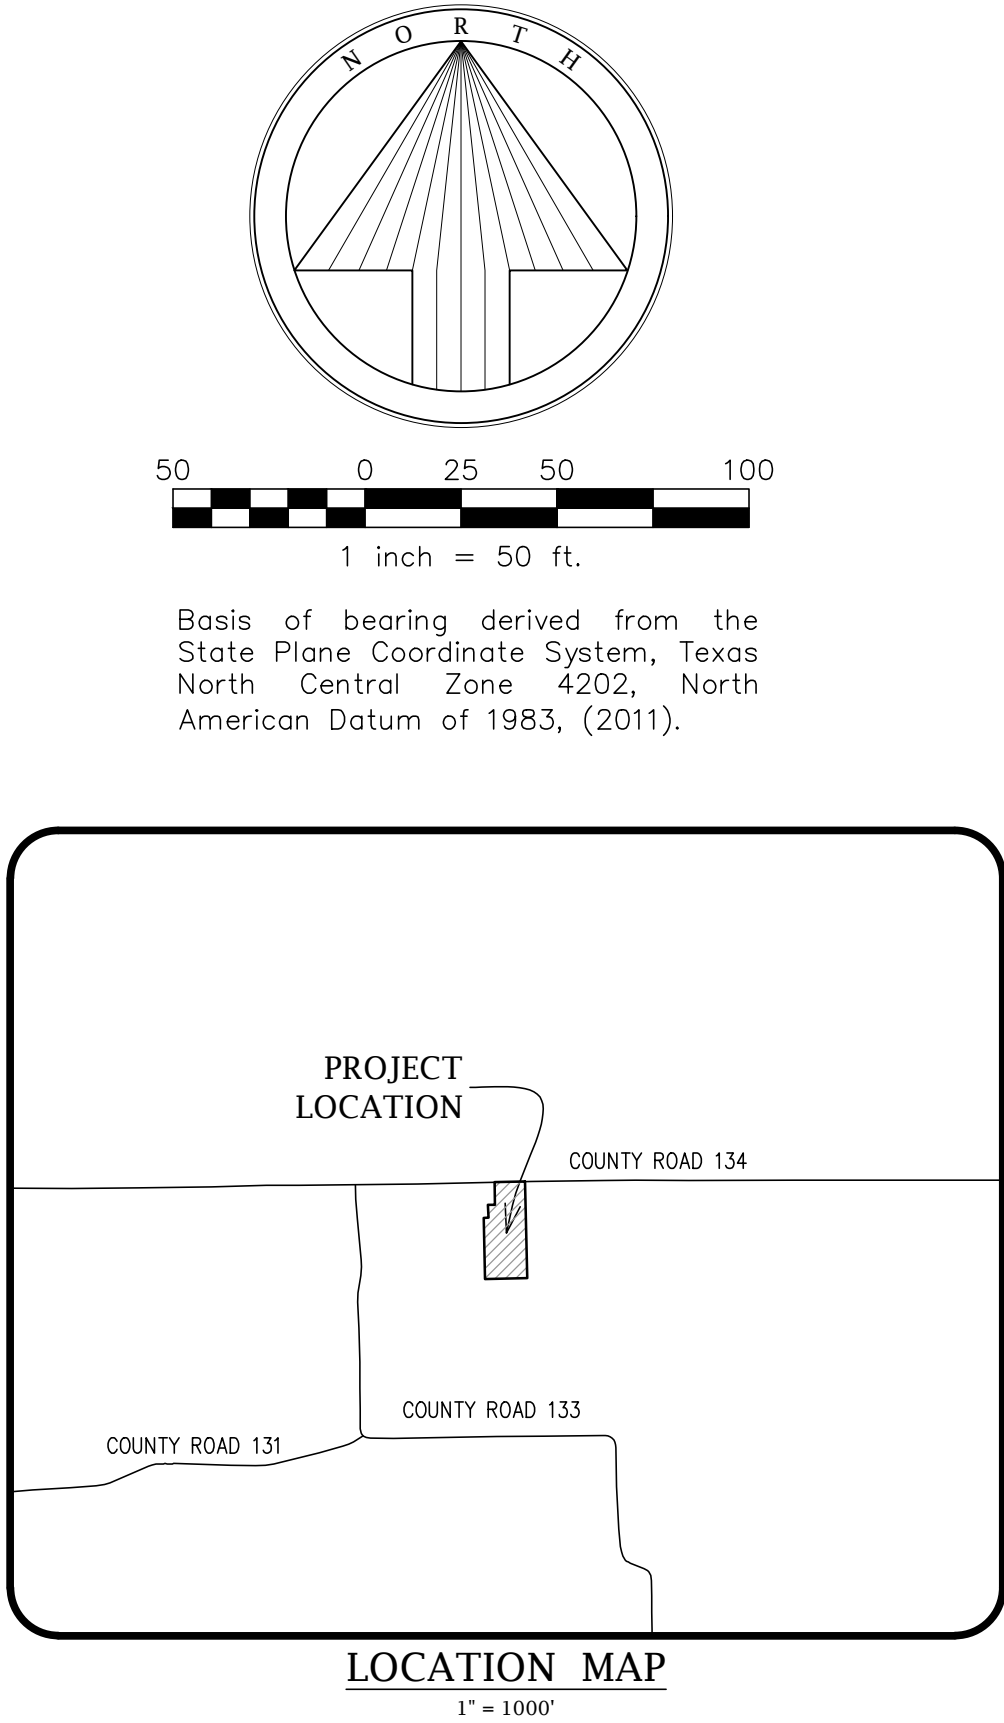 NORTH
50 0 25 50 100
1 inch = 50 ft.
Basis of bearing derived from the
State Plane Coordinate System, Texas
North Central Zone 4202, North
American Datum of 1983, (2011).
PROJECT
LOCATION
COUNTY ROAD 134
COUNTY ROAD 133
COUNTY ROAD 131
LOCATION MAP
1" = 1000'